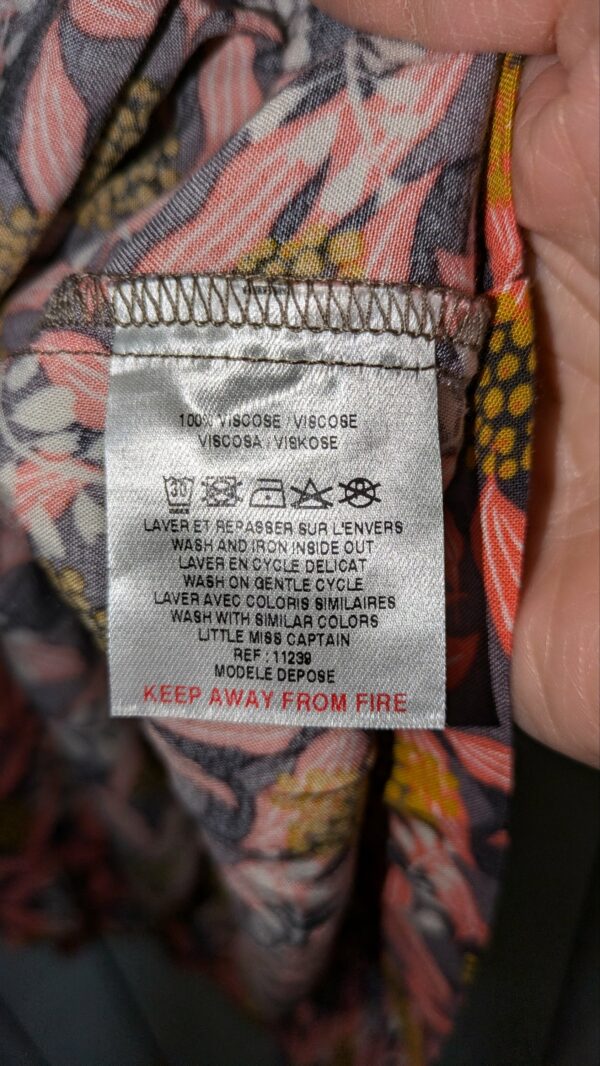 100% VISCOSE / VISCOSE
VISCOSA / VISKOSE
30
LAVER ET REPASSER SUR L'ENVERS
WASH AND IRON INSIDE OUT
LAVER EN CYCLE DELICAT
WASH ON GENTLE CYCLE
LAVER AVEC COLORIS SIMILAIRES
WASH WITH SIMILAR COLORS
LITTLE MISS CAPTAIN
REF : 11239
MODELE DEPOSE
KEEP AWAY FROM FIRE